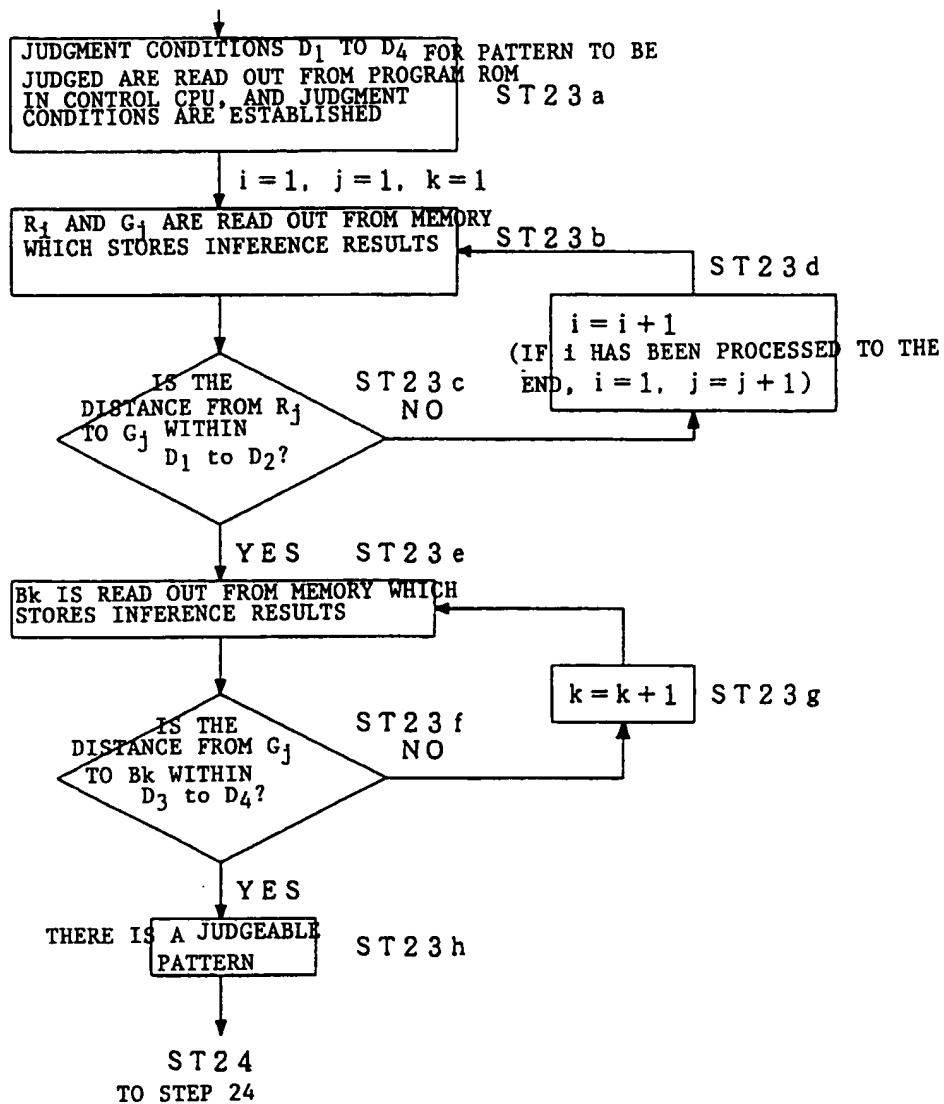 JUDGMENT CONDITIONS D₁ TO D₄ FOR PATTERN TO BE
JUDGED ARE READ OUT FROM PROGRAM ROM
IN CONTROL CPU, AND JUDGMENT
CONDITIONS ARE ESTABLISHED
ST23a
i=1, j=1, k=1
Rj AND Gj ARE READ OUT FROM MEMORY
WHICH STORES INFERENCE RESULTS
ST23b
ST23d
i=i+1
(IF i HAS BEEN PROCESSED TO THE
END, i=1, j=j+1)
IS THE
DISTANCE FROM Rj
TO Gj WITHIN
D₁ to D₂?
ST23c
NO
YES
ST23e
Bk IS READ OUT FROM MEMORY WHICH
STORES INFERENCE RESULTS
k=k+1
ST23g
IS THE
DISTANCE FROM Gj
TO Bk WITHIN
D₃ to D₄?
ST23f
NO
YES
THERE IS A JUDGEABLE
PATTERN
ST23h
ST24
TO STEP 24